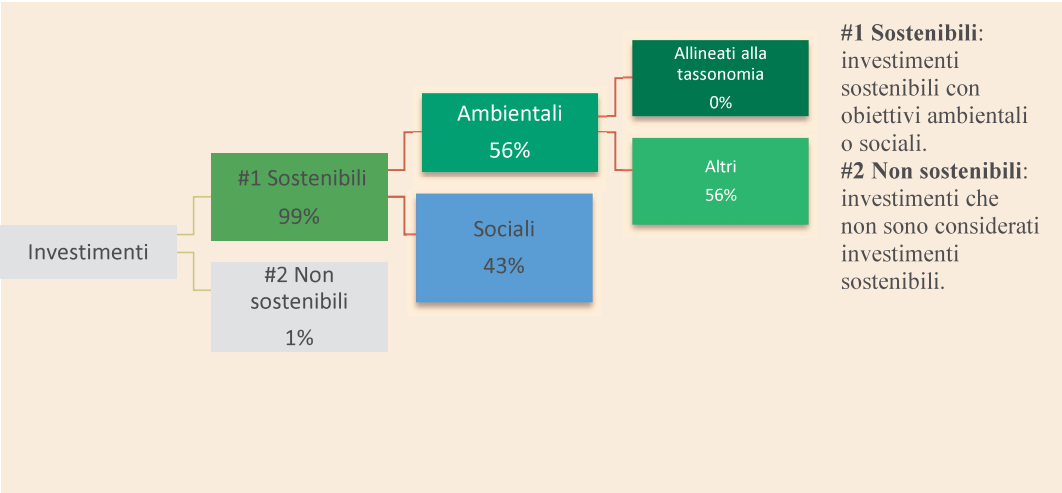 Investimenti
#1 Sostenibili
99%
#2 Non
sostenibili
1%
Ambientali
56%
Sociali
43%
Allineati alla
tassonomia
0%
Altri
56%
#1 Sostenibili:
investimenti
sostenibili con
obiettivi ambientali
o sociali.
#2 Non sostenibili:
investimenti che
non sono considerati
investimenti
sostenibili.